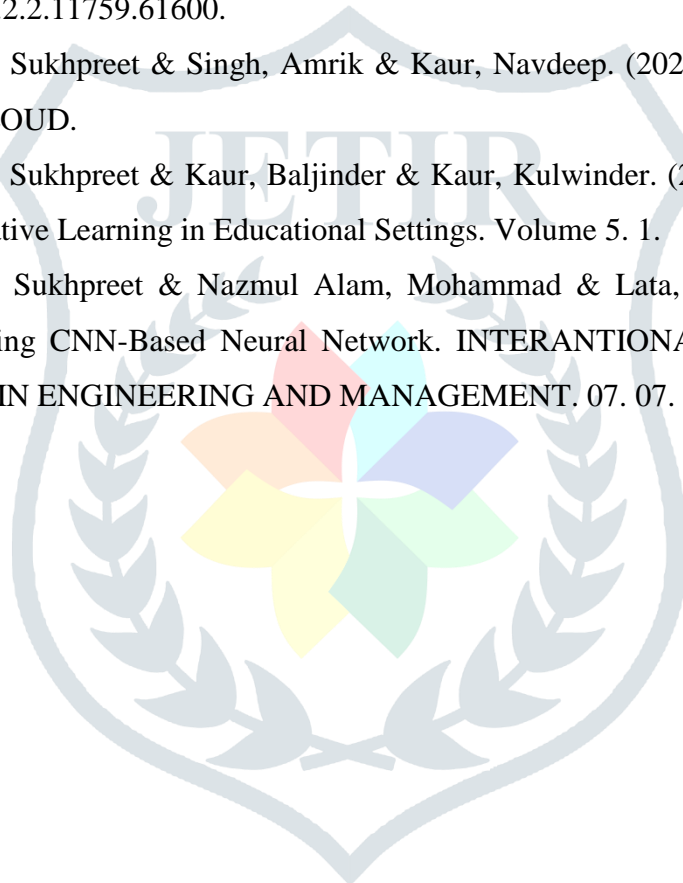 2.2.11759.61600.
Sukhpreet & Singh, Amrik & Kaur, Navdeep. (202
OUD.
Sukhpreet & Kaur, Baljinder & Kaur, Kulwinder. (2
ative Learning in Educational Settings. Volume 5. 1.
Sukhpreet & Nazmul Alam, Mohammad & Lata,
ing CNN-Based Neural Network. INTERANTIONA
IN ENGINEERING AND MANAGEMENT. 07. 07.
JETIR